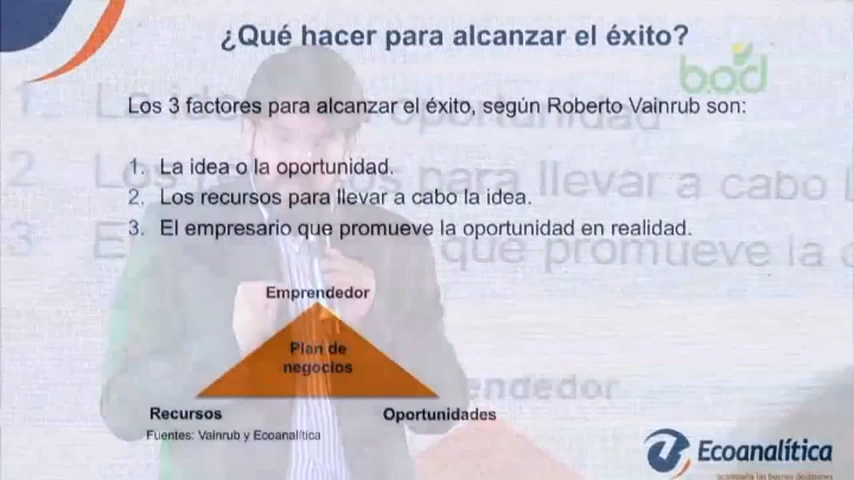 ¿Qué hacer para alcanzar el éxito?
b.o.d
Los 3 factores para alcanzar el éxito, según Roberto Vainrub son:
1. La idea o la oportunidad.
2. Los recursos para llevar a cabo la idea.
3. El empresario que promueve la oportunidad en realidad.
Emprendedor
Plan de
negocios
Recursos
Oportunidades
Fuentes: Vainrub y Ecoanalítica
Ecoanalítica